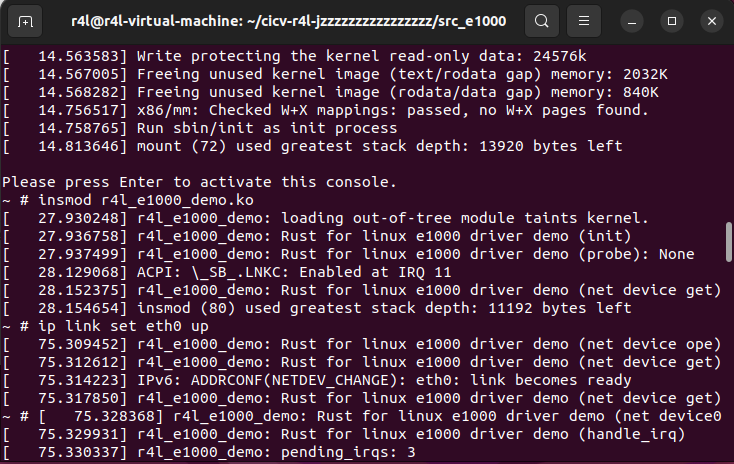 r4l@r4l-virtual-machine: ~/cicv-r4l-jzzzzzzzzzzzzzzzz/src_e1000
[   14.563583] Write protecting the kernel read-only data: 24576k
[   14.567005] Freeing unused kernel image (text/rodata gap) memory: 2032K
[   14.568282] Freeing unused kernel image (rodata/data gap) memory: 840K
[   14.756517] x86/mm: Checked W+X mappings: passed, no W+X pages found.
[   14.758765] Run sbin/init as init process
[   14.813646] mount (72) used greatest stack depth: 13920 bytes left
Please press Enter to activate this console.
~ # insmod r4l_e1000_demo.ko
[   27.930248] r4l_e1000_demo: loading out-of-tree module taints kernel.
[   27.936758] r4l_e1000_demo: Rust for linux e1000 driver demo (init)
[   27.937499] r4l_e1000_demo: Rust for linux e1000 driver demo (probe): None
[   28.129068] ACPI: \_SB_.LNKC: Enabled at IRQ 11
[   28.152375] r4l_e1000_demo: Rust for linux e1000 driver demo (net device get)
[   28.154654] insmod (80) used greatest stack depth: 11192 bytes left
~ # ip link set eth0 up
[   75.309452] r4l_e1000_demo: Rust for linux e1000 driver demo (net device ope)
[   75.312612] r4l_e1000_demo: Rust for linux e1000 driver demo (net device get)
[   75.314223] IPv6: ADDRCONF(NETDEV_CHANGE): eth0: link becomes ready
[   75.317850] r4l_e1000_demo: Rust for linux e1000 driver demo (net device get)
~ # [   75.328368] r4l_e1000_demo: Rust for linux e1000 driver demo (net device0
[   75.329931] r4l_e1000_demo: Rust for linux e1000 driver demo (handle_irq)
[   75.330337] r4l_e1000_demo: pending_irqs: 3